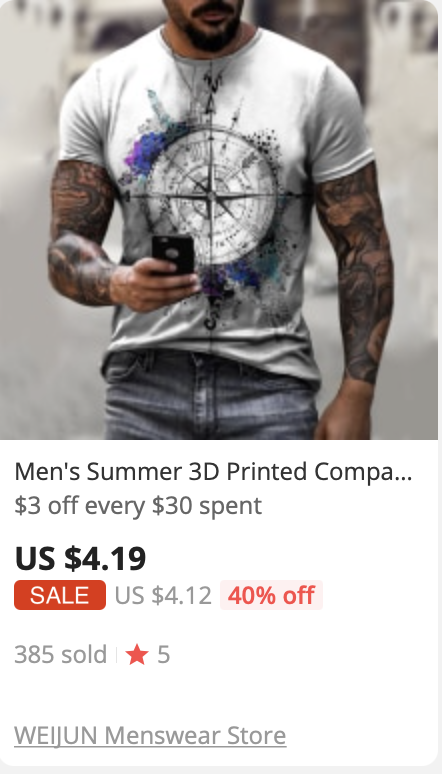 N
Men's Summer 3D Printed Compa...
$3 off every $30 spent
US $4.19
SALE US $4.12 40% off
385 sold 5
WEIJUN Menswear Store